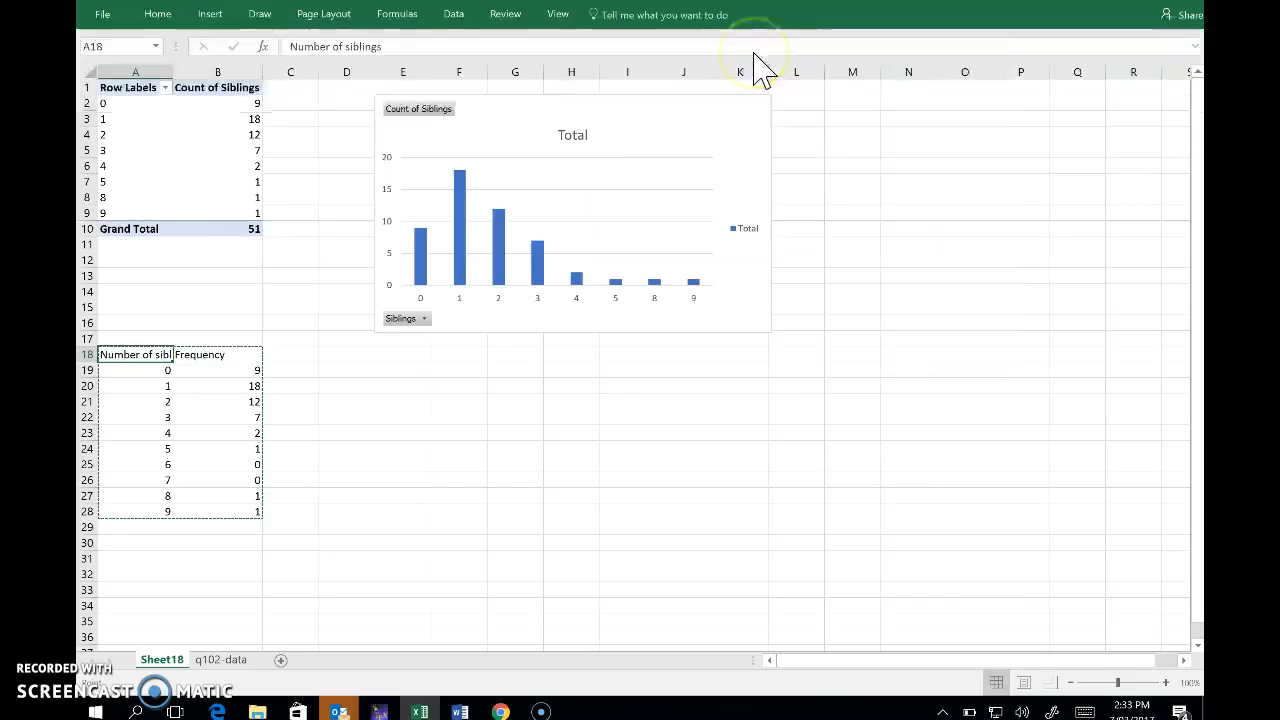 File Home Insert Draw Page Layout Formulas Data Review View Tell me what you want to do Share
A18 fx Number of siblings
A B C D E F G H I J K L M N O P Q R S
1 Row Labels Count of Siblings
2 0 9
3 1 18
4 2 12
5 3 7
6 4 2
7 5 1
8 8 1
9 9 1
10 Grand Total 51
11
12
13
14
15
16
17
18 Number of sibl Frequency
19 0 9
20 1 18
21 2 12
22 3 7
23 4 2
24 5 1
25 6 0
26 7 0
27 8 1
28 9 1
29
30
31
32
33
34
35
36
37
Count of Siblings
Total
20
15
10
5
0
0 1 2 3 4 5 8 9
Total
Siblings
Sheet18 q102-data
Point
100%
RECORDED WITH
SCREENCAST MATIC
2:33 PM
7/02/2017